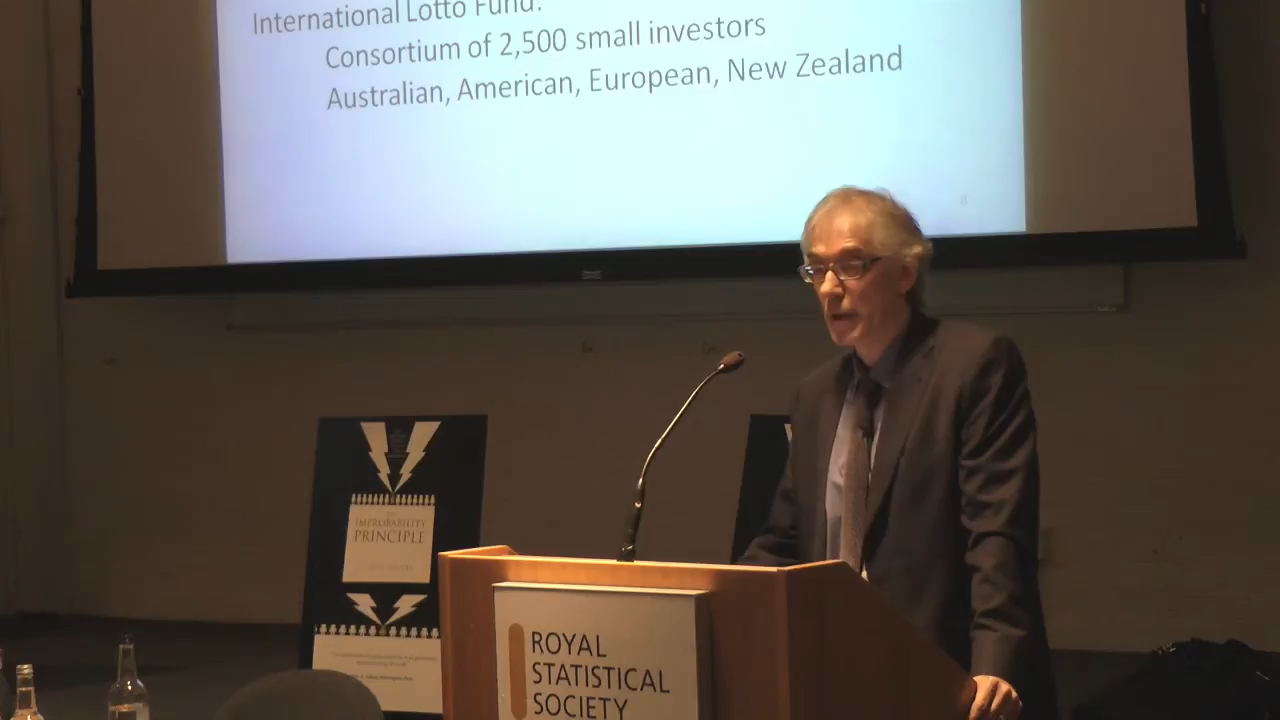 International Lotto Fund:
Consortium of 2,500 small investors
Australian, American, European, New Zealand
IMPROBABILITY
PRINCIPLE
ROYAL
STATISTICAL
SOCIETY